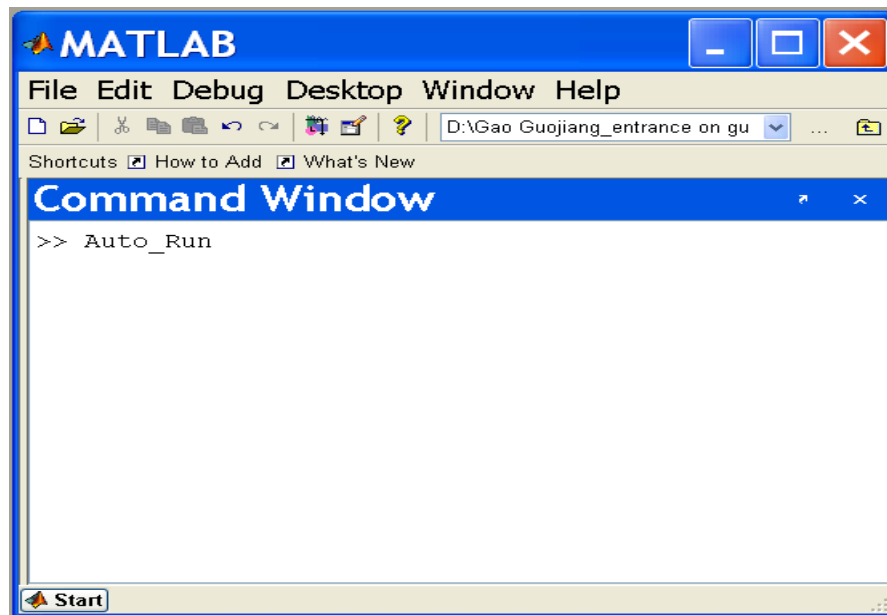 MATLAB
File Edit Debug Desktop Window Help
D:\Gao Guojiang_entrance on gu ...
Shortcuts How to Add What's New
Command Window
>> Auto_Run
Start